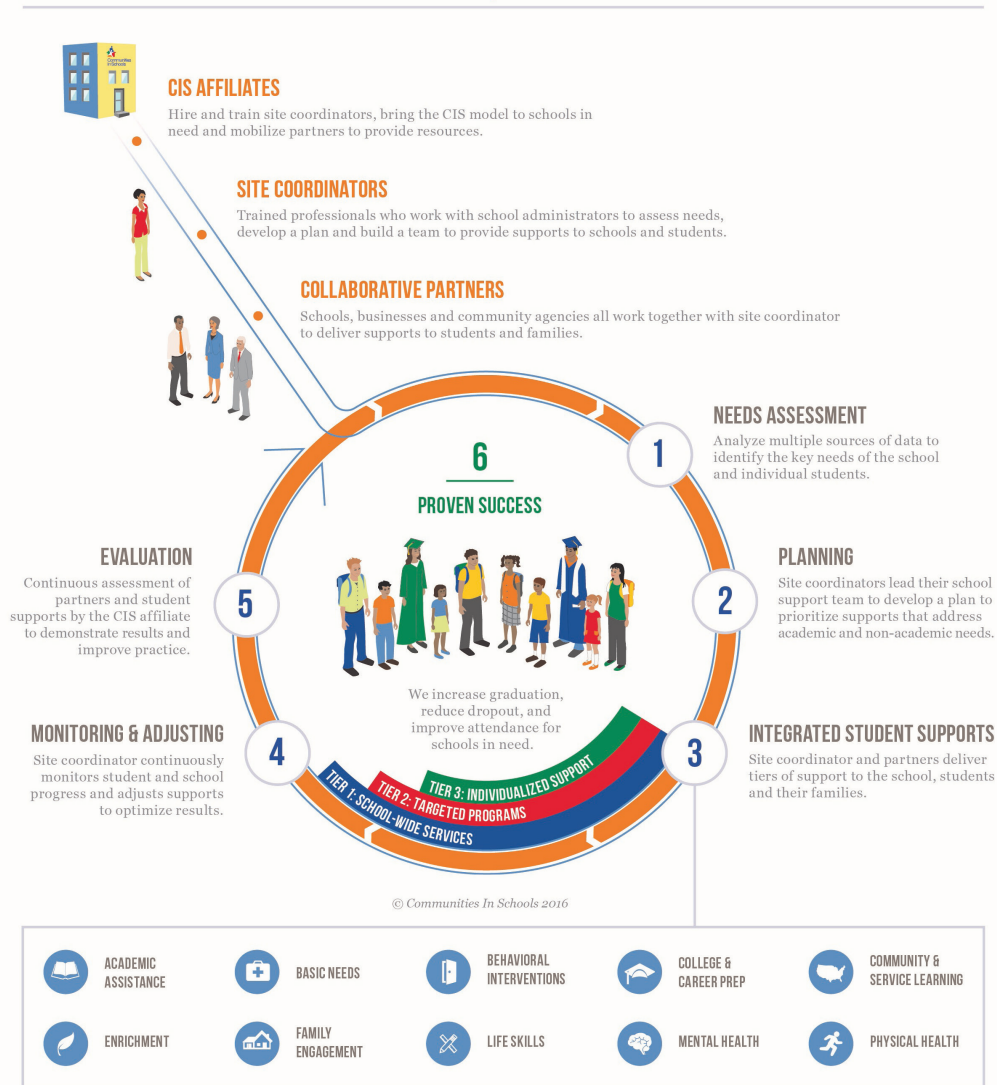 Communities
In Schools
CIS AFFILIATES
Hire and train site coordinators, bring the CIS model to schools in
need and mobilize partners to provide resources.
SITE COORDINATORS
Trained professionals who work with school administrators to assess needs,
develop a plan and build a team to provide supports to schools and students.
COLLABORATIVE PARTNERS
Schools, businesses and community agencies all work together with site coordinator
to deliver supports to students and families.
1
NEEDS ASSESSMENT
Analyze multiple sources of data to
identify the key needs of the school
and individual students.
2
PLANNING
Site coordinators lead their school
support team to develop a plan to
prioritize supports that address
academic and non-academic needs.
3
INTEGRATED STUDENT SUPPORTS
Site coordinator and partners deliver
tiers of support to the school, students
and their families.
TIER 3: INDIVIDUALIZED SUPPORT
TIER 2: TARGETED PROGRAMS
TIER 1: SCHOOL-WIDE SERVICES
4
MONITORING & ADJUSTING
Site coordinator continuously
monitors student and school
progress and adjusts supports
to optimize results.
5
EVALUATION
Continuous assessment of
partners and student
supports by the CIS affiliate
to demonstrate results and
improve practice.
6
PROVEN SUCCESS
We increase graduation,
reduce dropout, and
improve attendance for
schools in need.
© Communities In Schools 2016
ACADEMIC
ASSISTANCE
BASIC NEEDS
BEHAVIORAL
INTERVENTIONS
COLLEGE &
CAREER PREP
COMMUNITY &
SERVICE LEARNING
ENRICHMENT
FAMILY
ENGAGEMENT
LIFE SKILLS
MENTAL HEALTH
PHYSICAL HEALTH